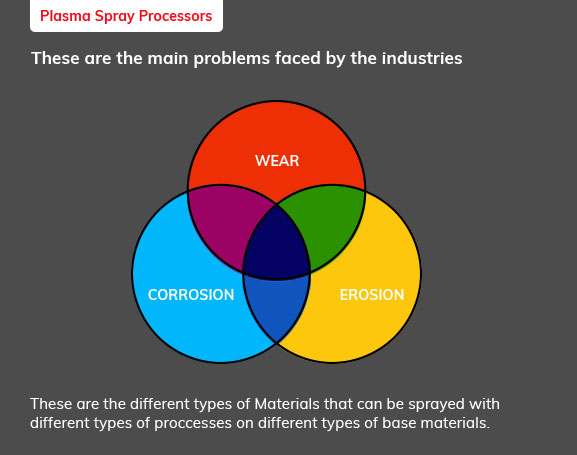 Plasma Spray Processors
These are the main problems faced by the industries
WEAR
CORROSION
EROSION
These are the different types of Materials that can be sprayed with
different types of proccesses on different types of base materials.